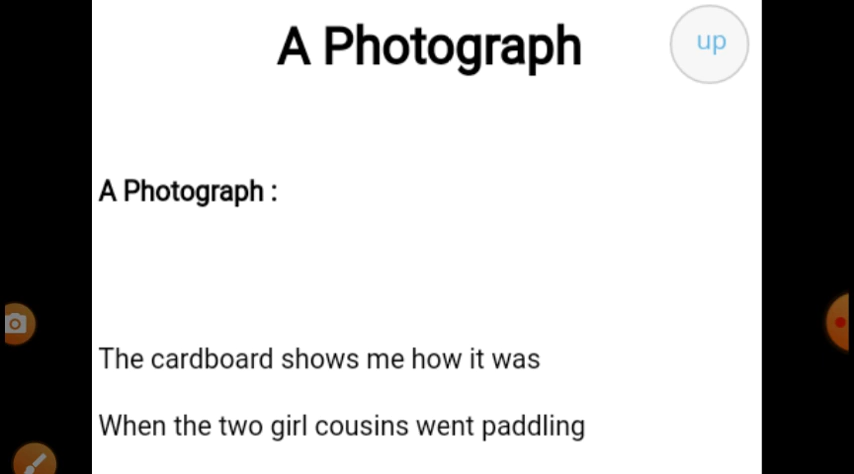 A Photograph
up
A Photograph :
The cardboard shows me how it was
When the two girl cousins went paddling